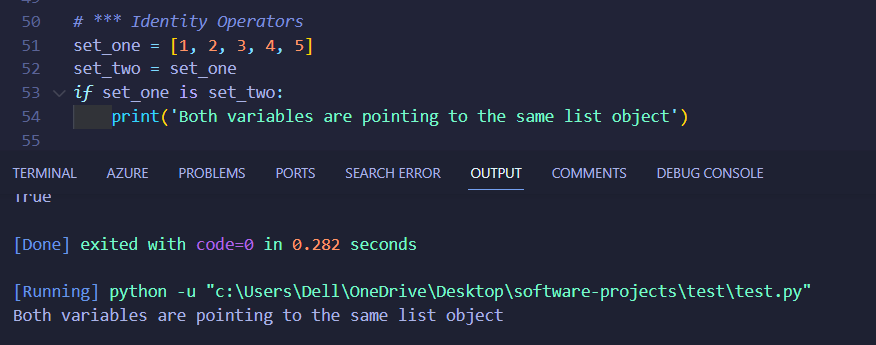 50 # *** Identity Operators
51 set_one = [1, 2, 3, 4, 5]
52 set_two = set_one
53 if set_one is set_two:
54 print('Both variables are pointing to the same list object')
55
TERMINAL AZURE PROBLEMS PORTS SEARCH ERROR OUTPUT COMMENTS DEBUG CONSOLE
True
[Done] exited with code=0 in 0.282 seconds
[Running] python -u "c:\Users\Dell\OneDrive\Desktop\software-projects\test\test.py"
Both variables are pointing to the same list object